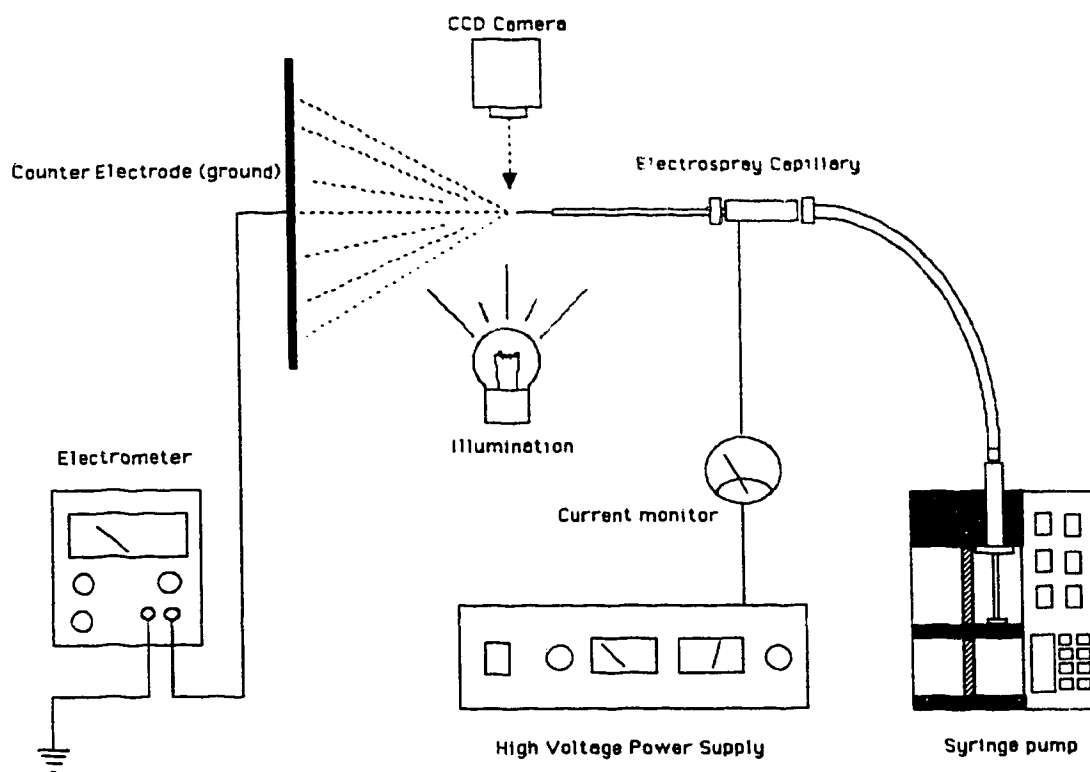 CCD Camera
Counter Electrode (ground)
Electrospray Capillary
Illumination
Electrometer
Current monitor
High Voltage Power Supply
Syringe pump